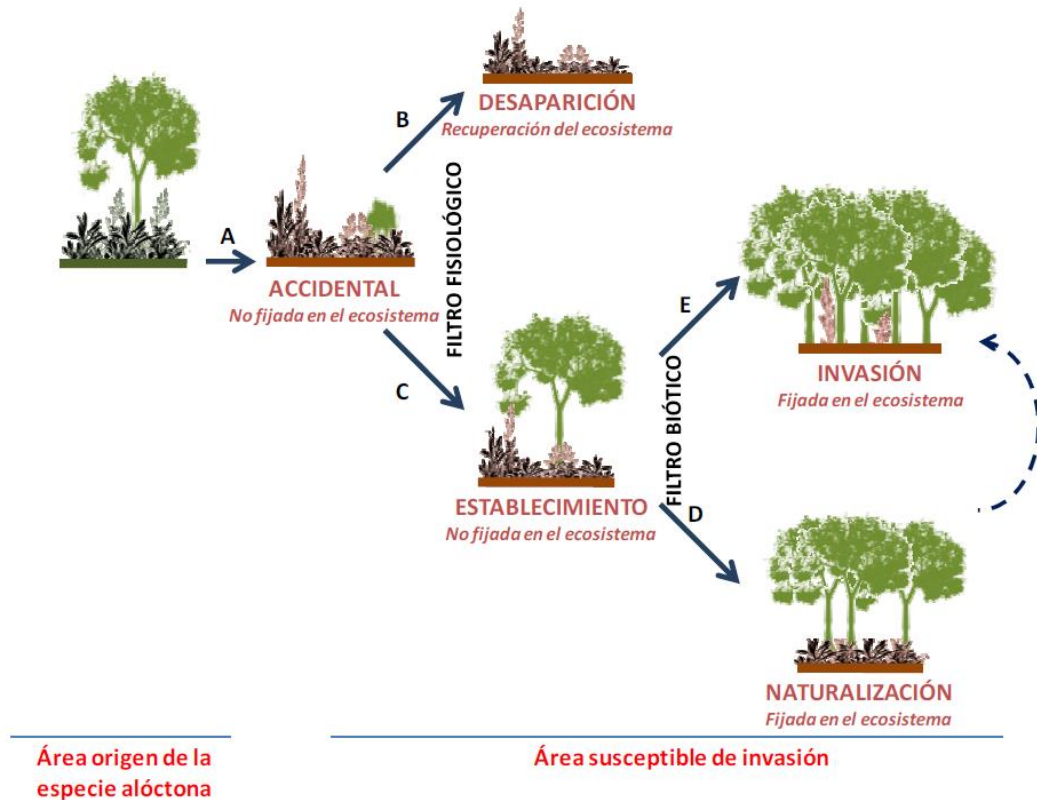 DESAPARICIÓN
Recuperación del ecosistema
B
A
ACCIDENTAL
No fijada en el ecosistema
FILTRO FISIOLÓGICO
C
E
INVASIÓN
Fijada en el ecosistema
ESTABLECIMIENTO
No fijada en el ecosistema
FILTRO BIÓTICO
D
NATURALIZACIÓN
Fijada en el ecosistema
Área origen de la
especie alóctona
Área susceptible de invasión